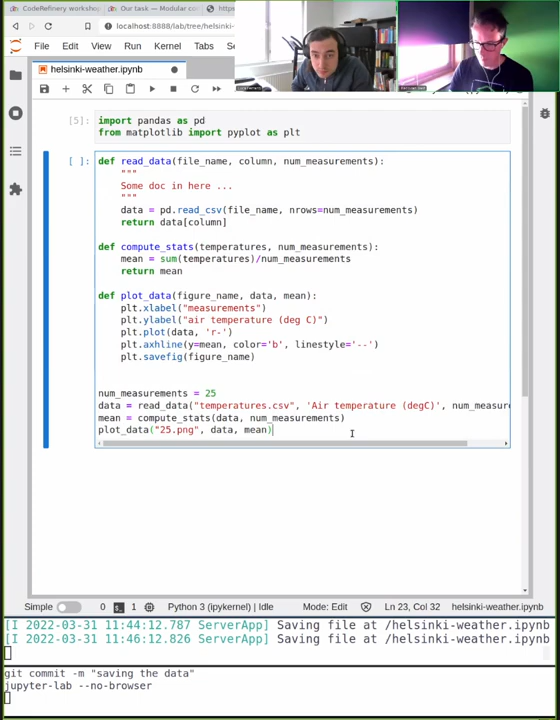 CodeRefinery workshop
Our task — Modular co
http
localhost:8888/lab/tree/helsinki-
File Edit View Run Kernel Tabs
helsinki-weather.ipynb
[5]:
import pandas as pd
from matplotlib import pyplot as plt
[ ]:
def read_data(file_name, column, num_measurements):
"""
Some doc in here ...
"""
data = pd.read_csv(file_name, nrows=num_measurements)
return data[column]
def compute_stats(temperatures, num_measurements):
mean = sum(temperatures)/num_measurements
return mean
def plot_data(figure_name, data, mean):
plt.xlabel("measurements")
plt.ylabel("air temperature (deg C)")
plt.plot(data, 'r-')
plt.axhline(y=mean, color='b', linestyle='--')
plt.savefig(figure_name)
num_measurements = 25
data = read_data("temperatures.csv", 'Air temperature (degC)', num_measure
mean = compute_stats(data, num_measurements)
plot_data("25.png", data, mean)
Simple 0 1 Python 3 (ipykernel) | Idle Mode: Edit Ln 23, Col 32 helsinki-weather.ipynb
[I 2022-03-31 11:44:12.787 ServerApp] Saving file at /helsinki-weather.ipynb
[I 2022-03-31 11:46:12.826 ServerApp] Saving file at /helsinki-weather.ipynb
git commit -m "saving the data"
jupyter-lab --no-browser